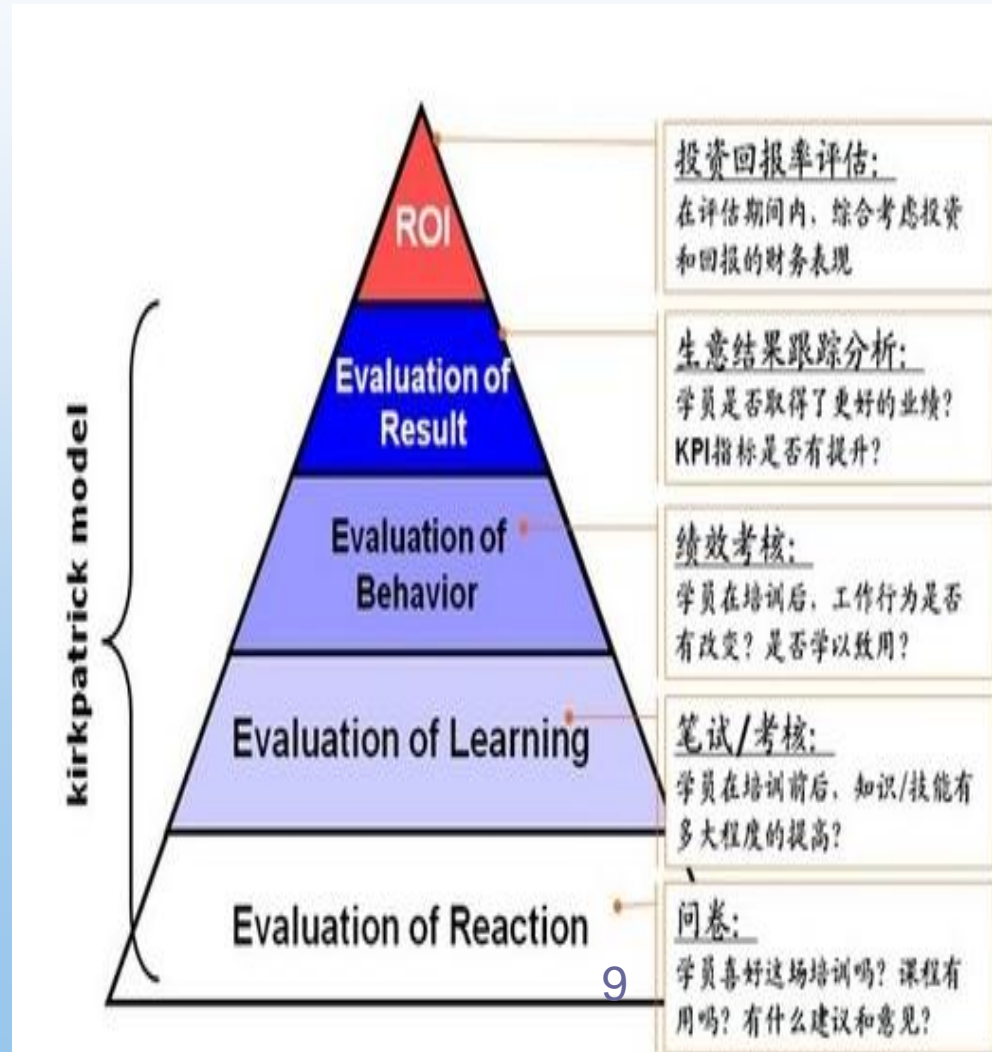 ROI
投资回报率评估:
在评估期间内、综合考虑投资
和回报的财务表现
Evaluation of
Result
生意结果跟踪分析:
学员是否取得了更好的业绩?
KPI指标是否有提升?
Evaluation of
Behavior
绩效考核:
学员在培训后、工作行为是否
有改变? 是否学以致用?
kirkpatrick model
Evaluation of Learning
笔试/考核:
学员在培训前后、知识/技能有
多大程度的提高?
Evaluation of Reaction
问卷:
学员喜好这场培训吗? 课程有
用吗? 有什么建议和意见?
9